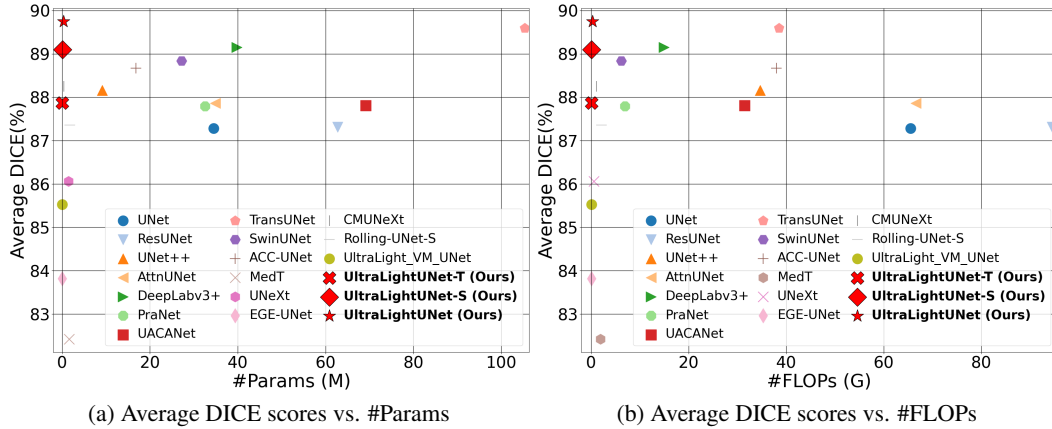 90
89
88
87
86
85
84
83
Average DICE(%)
UNet
ResUNet
UNet++
AttnUNet
DeepLabv3+
PraNet
UACANet
TransUNet
SwinUNet
ACC-UNet
MedT
UNeXt
EGE-UNet
CMUNeXt
Rolling-UNet-S
UltraLight_VM_UNet
UltraLightUNet-T (Ours)
UltraLightUNet-S (Ours)
UltraLightUNet (Ours)
0 20 40 60 80 100
#Params (M)
(a) Average DICE scores vs. #Params
90
89
88
87
86
85
84
83
Average DICE(%)
UNet
ResUNet
UNet++
AttnUNet
DeepLabv3+
PraNet
UACANet
TransUNet
SwinUNet
ACC-UNet
MedT
UNeXt
EGE-UNet
CMUNeXt
Rolling-UNet-S
UltraLight_VM_UNet
UltraLightUNet-T (Ours)
UltraLightUNet-S (Ours)
UltraLightUNet (Ours)
0 20 40 60 80
#FLOPs (G)
(b) Average DICE scores vs. #FLOPs